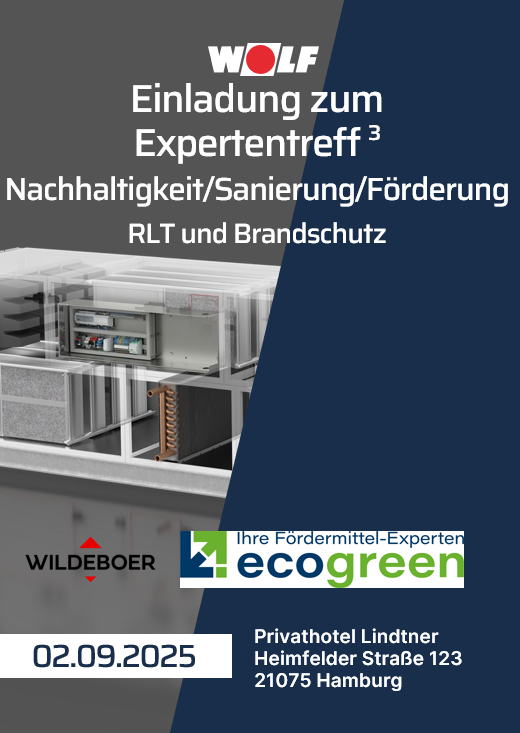 WOLF
Einladung zum
Expertentreff ³
Nachhaltigkeit/Sanierung/Förderung
RLT und Brandschutz
WILDEBOER
Ihre Fördermittel-Experten
ecogreen
02.09.2025
Privathotel Lindtner
Heimfelder Straße 123
21075 Hamburg